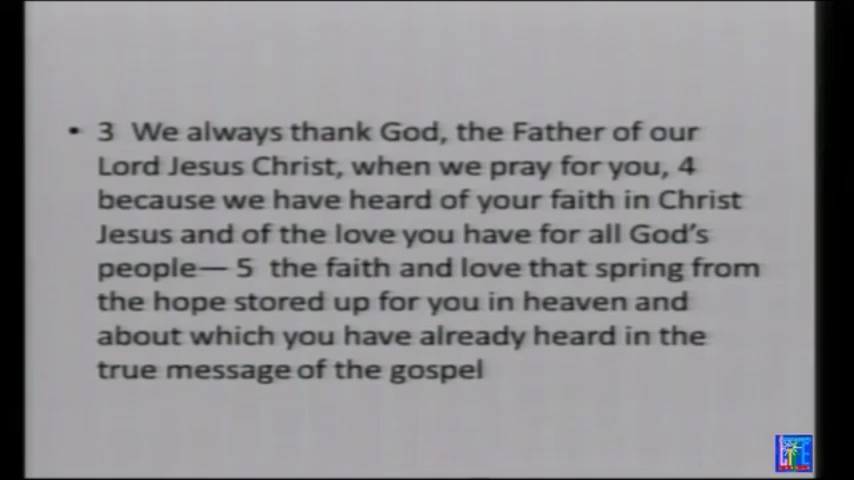 • 3 We always thank God, the Father of our
Lord Jesus Christ, when we pray for you, 4
because we have heard of your faith in Christ
Jesus and of the love you have for all God's
people— 5 the faith and love that spring from
the hope stored up for you in heaven and
about which you have already heard in the
true message of the gospel